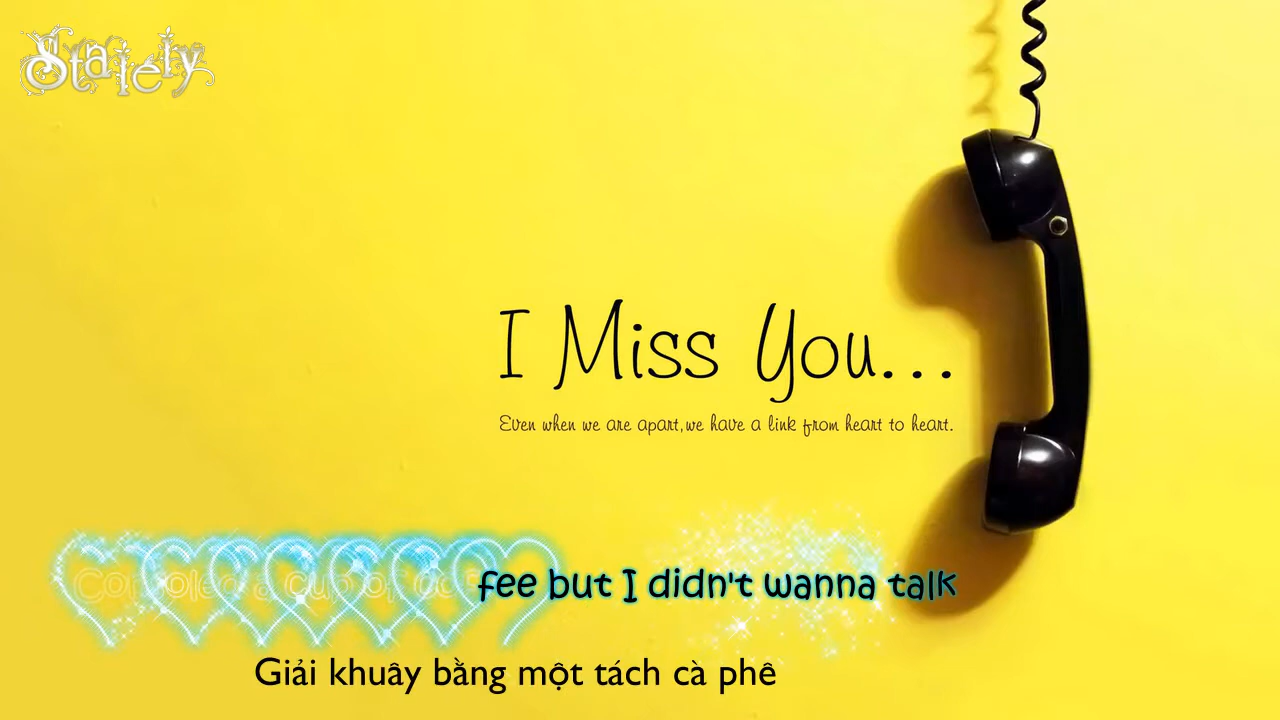 Stately
I Miss You...
Even when we are apart,we have a link from heart to heart.
Consoled a cup of coffee but I didn't wanna talk
Giải khuây bằng một tách cà phê